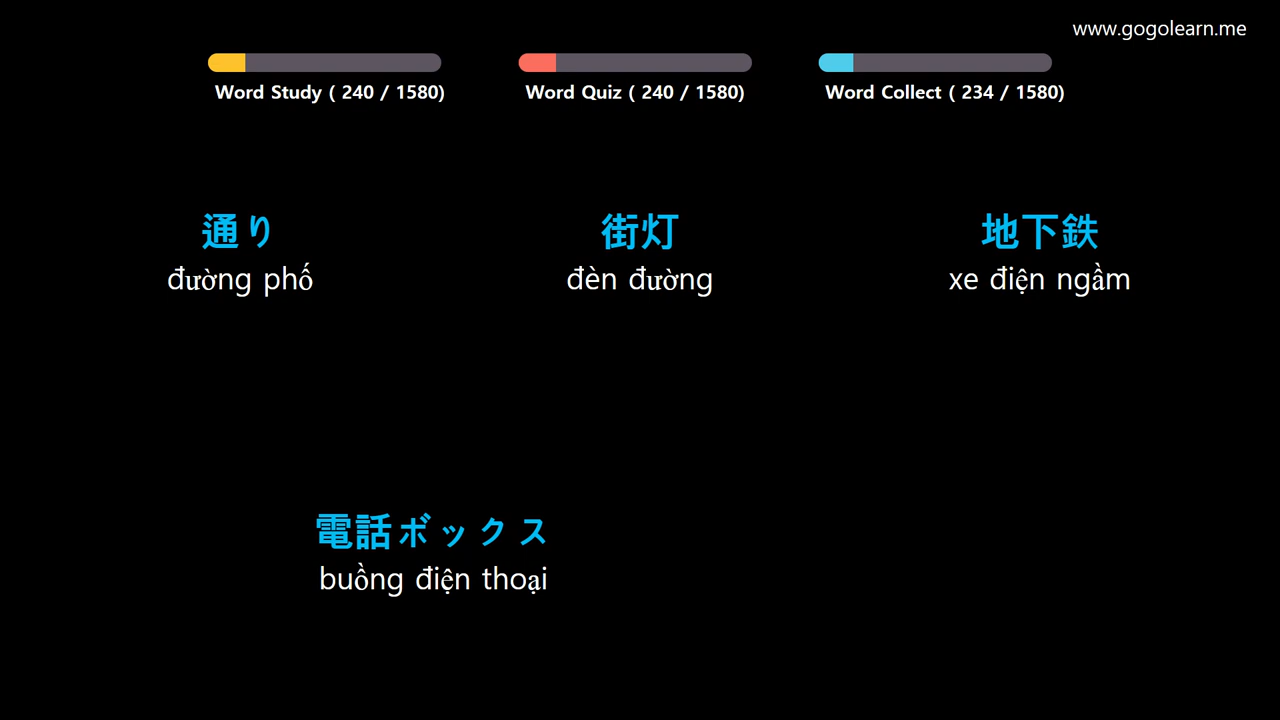 www.gogolearn.me
Word Study ( 240 / 1580)
Word Quiz ( 240 / 1580)
Word Collect ( 234 / 1580)
通り
đường phố
街灯
đèn đường
地下鉄
xe điện ngầm
電話ボックス
buồng điện thoại